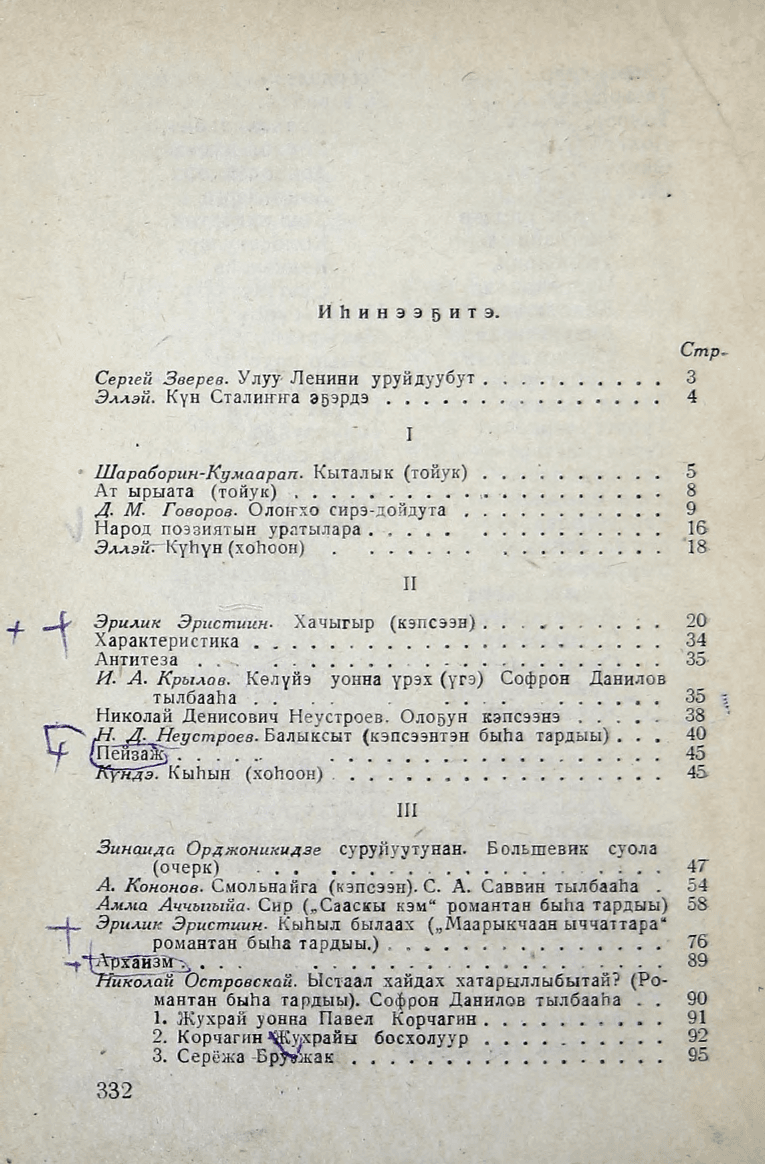 Иһинээҕитэ.
Стр.
Сергей Зверев. Улуу Ленини уруйдуубут . . . . . . . . . . 3
Эллэй. Күн Сталиҥҥа эҕэрдэ . . . . . . . . . . . . . . . 4
I
Шараборин-Кумаарап. Кыталык (тойук) . . . . . . . . . . 5
Ат ырыата (тойук) . . . . . . . . . . . . . . . . . . . . 8
Д. М. Говоров. Олоҥхо сирэ-дойдута . . . . . . . . . . . 9
Народ поэзиятын уратылара . . . . . . . . . . . . . . . . 16
Эллэй. Күһүн (хоһоон) . . . . . . . . . . . . . . . . . 18
II
Эрилик Эристиин. Хачыгыр (кэпсээн) . . . . . . . . . . 20
Характеристика . . . . . . . . . . . . . . . . . . . . . . 34
Антитеза . . . . . . . . . . . . . . . . . . . . . . . . . 35
И. А. Крылов. Көлүйэ уонна үрэх (үгэ) Софрон Данилов
тылбааһа . . . . . . . . . . . . . . . . . . . . . . 35
Николай Денисович Неустроев. Олоҕун кэпсээнэ . . . . . 38
Н. Д. Неустроев. Балыксыт (кэпсээнтэн быһа тардыы) . . . 40
Пейзаж . . . . . . . . . . . . . . . . . . . . . . . . . . 45
Күндэ. Кыһын (хоһоон) . . . . . . . . . . . . . . . . . 45
III
Зинаида Орджоникидзе суруйуутунан. Большевик суола
(очерк) . . . . . . . . . . . . . . . . . . . . . . . 47
А. Кононов. Смольнайга (кэпсээн). С. А. Саввин тылбааһа . 54
Амма Аччыгыйа. Сир („Сааскы кэм“ романтан быһа тардыы) 58
Эрилик Эристиин. Кыһыл былаах („Маарыкчаан ыччаттара“
романтан быһа тардыы.) . . . . . . . . . . . . . . . 76
Архаизм . . . . . . . . . . . . . . . . . . . . . . . . . 89
Николай Островскай. Ыстаал хайдах хатарыллыбытай? (Ро-
мантан быһа тардыы). Софрон Данилов тылбааһа . . 90
1. Жухрай уонна Павел Корчагин . . . . . . . . . . 91
2. Корчагин Жухрайы босхолуур . . . . . . . . . . 92
3. Серёжа Брузжак . . . . . . . . . . . . . . . . . . 95
332